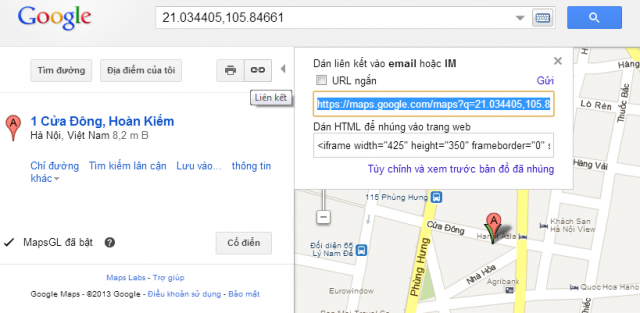 Google
21.034405,105.84661
Tìm đường
Địa điểm của tôi
Liên kết
Dán liên kết vào email hoặc IM
URL ngắn
Gửi
https://maps.google.com/maps?q=21.034405,105.8
Dán HTML để nhúng vào trang web
<iframe width="425" height="350" frameborder="0" s
Tùy chỉnh và xem trước bản đồ đã nhúng
A
1 Cửa Đông, Hoàn Kiếm
Hà Nội, Việt Nam 8,2 m B
Chỉ đường Tìm kiếm lân cận Lưu vào... thông tin
khác
MapsGL đã bật
Cổ điển
Maps Labs - Trợ giúp
Google Maps - ©2013 Google - Điều khoản sử dụng - Bảo mật
Thuốc Bắc
Lò Rèn
Hàng Vải
115 Phùng Hưng
Cửa Đông
A
Khách Sạn
Hà Nội View
Đối diện 65
Lý Nam Đế
Phùng Hưng
Nhà Hỏa
Agribank
Quoc Hoa
Eurowindow